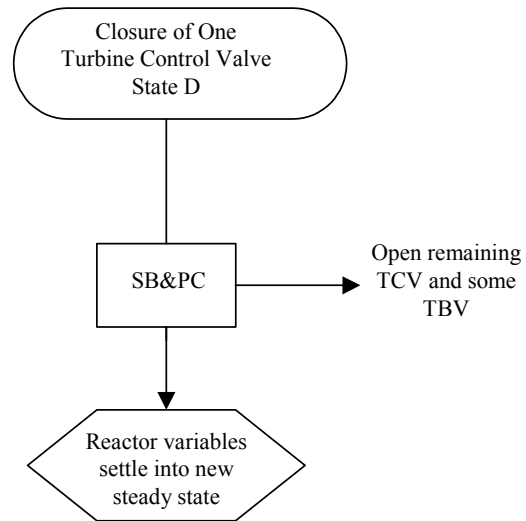 Closure of One
Turbine Control Valve
State D
SB&PC
Open remaining
TCV and some
TBV
Reactor variables
settle into new
steady state